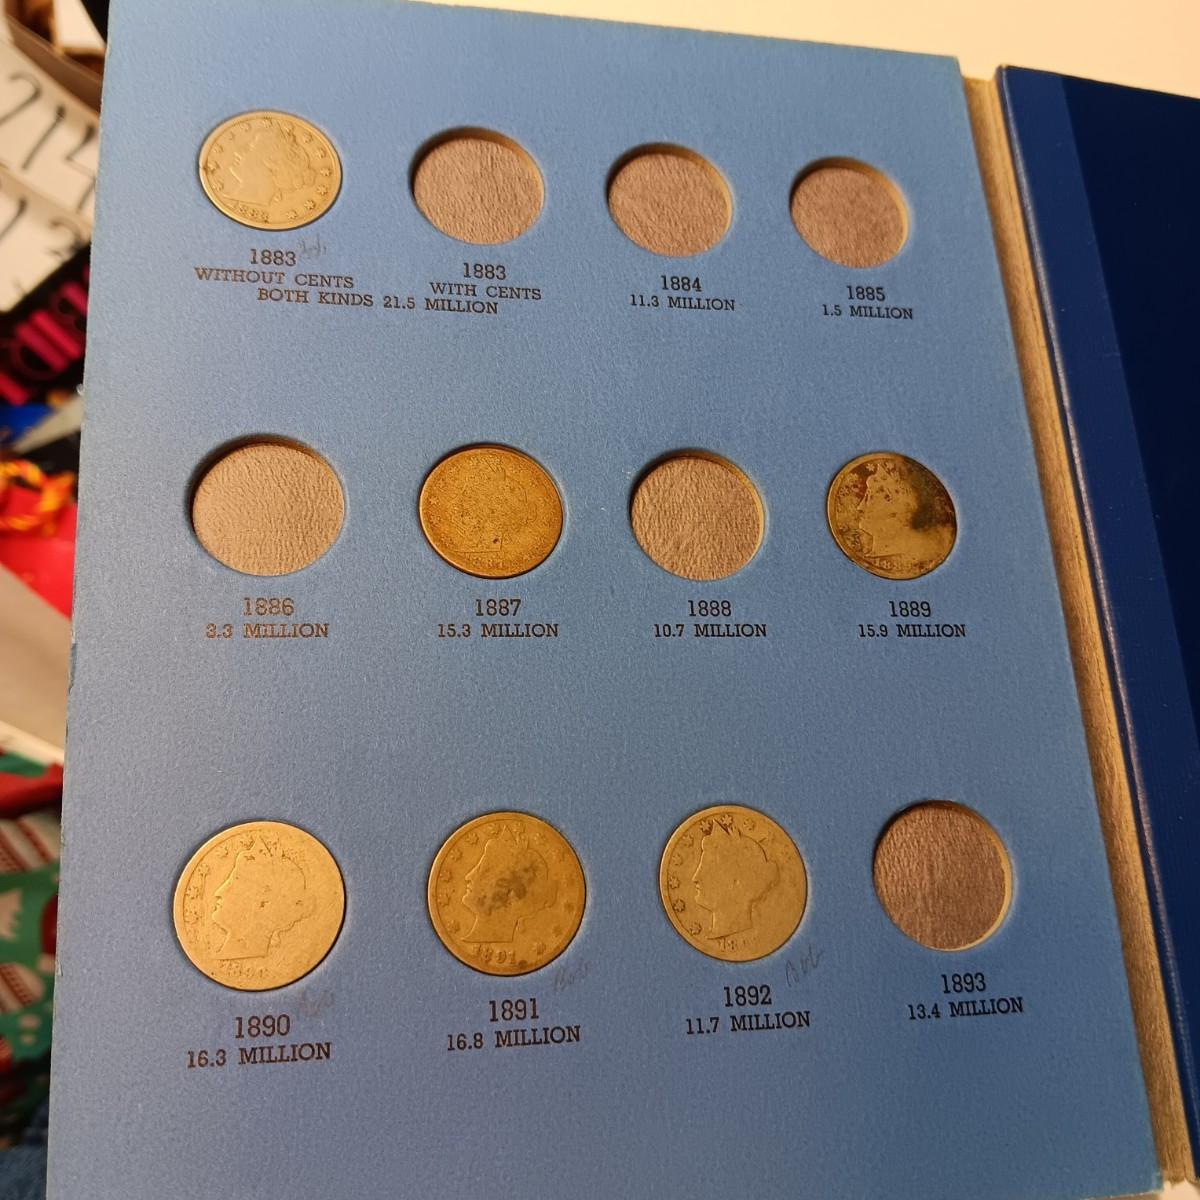 1883
WITHOUT CENTS
1883
WITH CENTS
BOTH KINDS 21.5 MILLION
1884
11.3 MILLION
1885
1.5 MILLION
1886
3.3 MILLION
1887
15.3 MILLION
1888
10.7 MILLION
1889
15.9 MILLION
1890
16.3 MILLION
1891
1891
16.8 MILLION
1892
11.7 MILLION
1893
13.4 MILLION